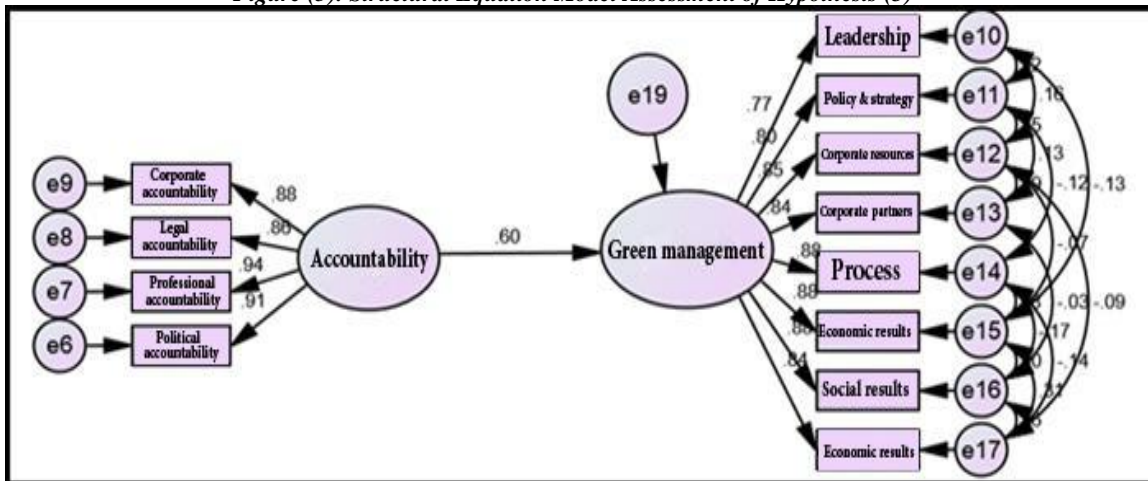 Figure (3): Structural Equation Model Assessment of Hypothesis (3)
e10
Leadership
e11
Policy & strategy
e12
Corporate resources
e13
Corporate partners
e14
Process
e15
Economic results
e16
Social results
e17
Economic results
e19
Green management
.77
.80
.85
.84
.88
.88
.84
.60
Accountability
e9
Corporate
accountability
.88
e8
Legal
accountability
.86
e7
Professional
accountability
.94
e6
Political
accountability
.91
.16
.13
-.12
-.13
-.07
-.03
-.09
-.17
-.14
.31